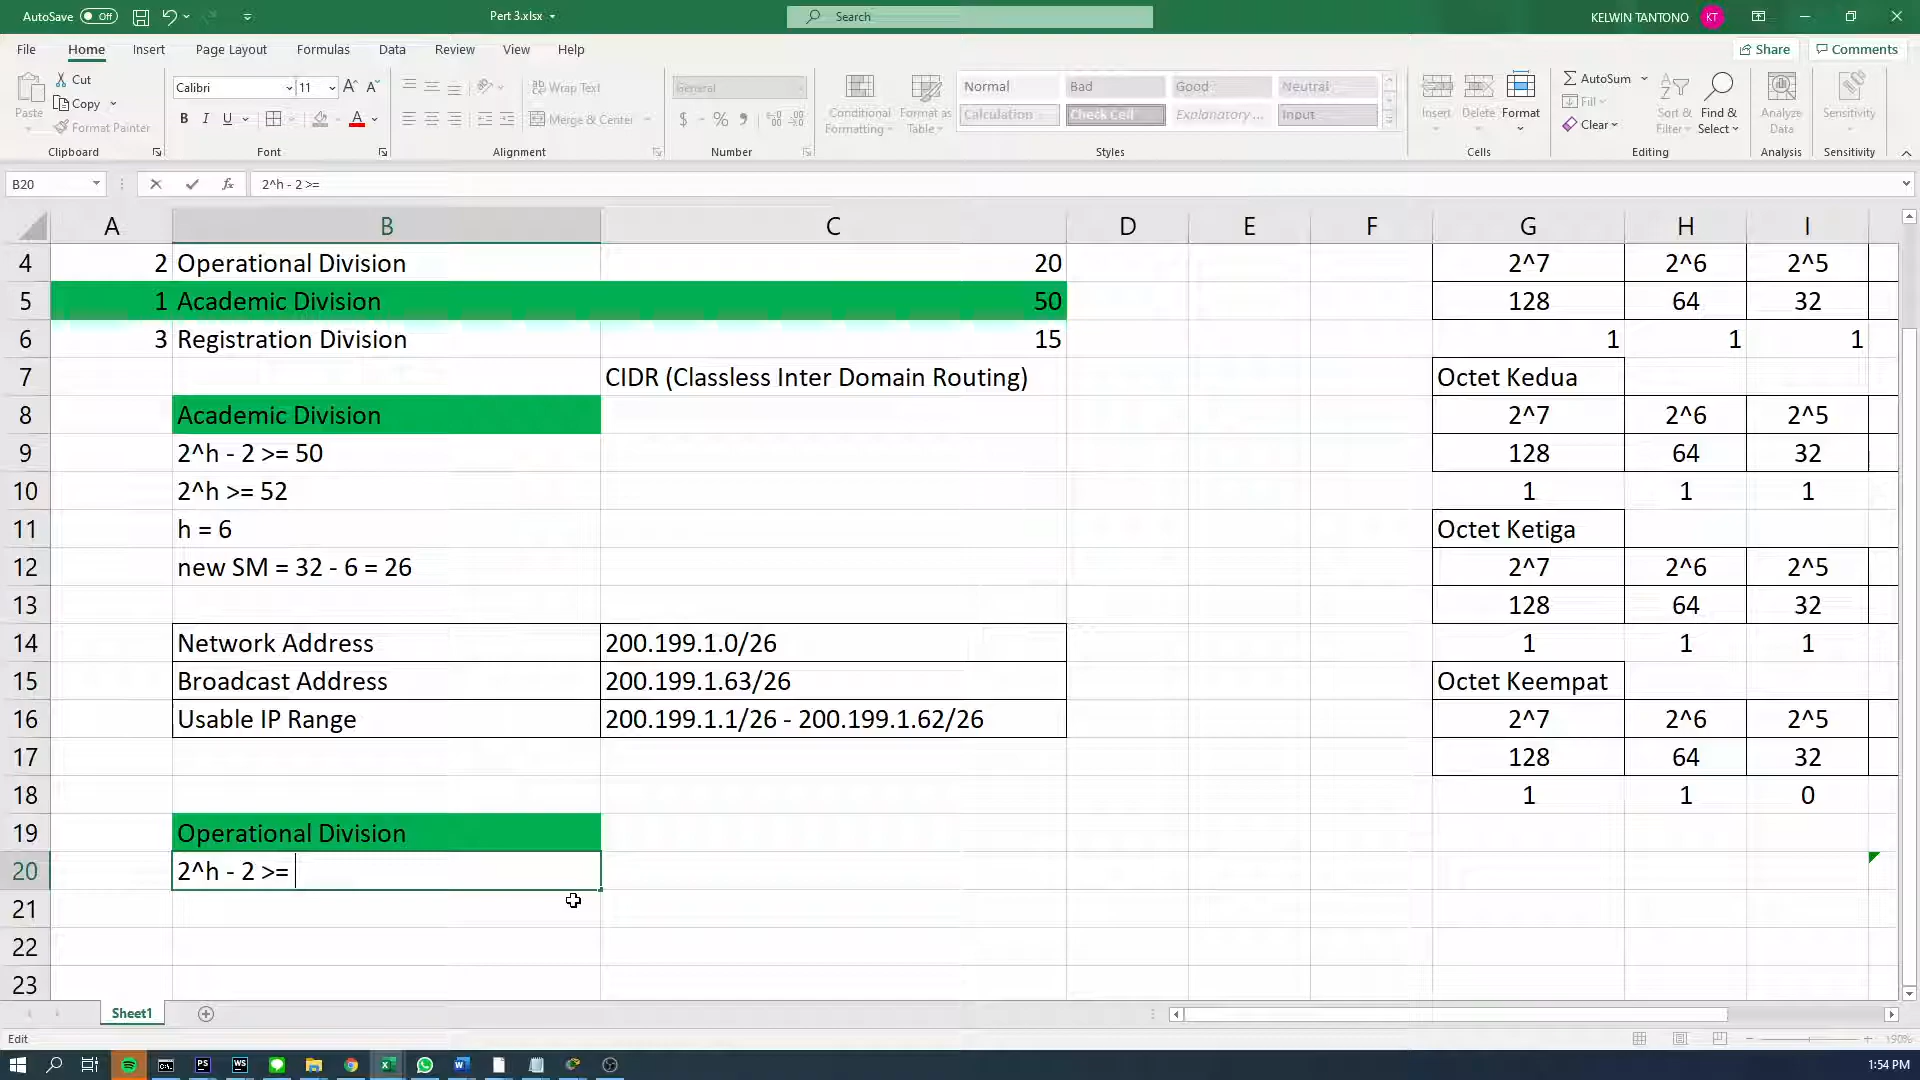 AutoSave Off Pert 3.xlsx Search KELWIN TANTONO KT
File Home Insert Page Layout Formulas Data Review View Help Share Comments
Paste Cut Copy Format Painter Clipboard
Calibri 11 A A B I U A Font
Wrap Text Merge & Center Alignment
General $ % Number
Conditional Formatting Format as Table
Normal Bad Good Neutral
Calculation Check Cell Explanatory ... Input
Styles
Insert Delete Format Cells
AutoSum Fill Clear Sort & Filter Find & Select Editing
Analyze Data Analysis
Sensitivity Sensitivity
B20 fx 2^h - 2 >=
A B C D E F G H I
4 2 Operational Division 20 2^7 2^6 2^5
5 1 Academic Division 50 128 64 32
6 3 Registration Division 15 1 1 1
7 CIDR (Classless Inter Domain Routing) Octet Kedua
8 Academic Division 2^7 2^6 2^5
9 2^h - 2 >= 50 128 64 32
10 2^h >= 52 1 1 1
11 h = 6 Octet Ketiga
12 new SM = 32 - 6 = 26 2^7 2^6 2^5
13 128 64 32
14 Network Address 200.199.1.0/26 1 1 1
15 Broadcast Address 200.199.1.63/26 Octet Keempat
16 Usable IP Range 200.199.1.1/26 - 200.199.1.62/26 2^7 2^6 2^5
17 128 64 32
18 1 1 0
19 Operational Division
20 2^h - 2 >=
21
22
23
Sheet1
Edit 190%
1:54 PM